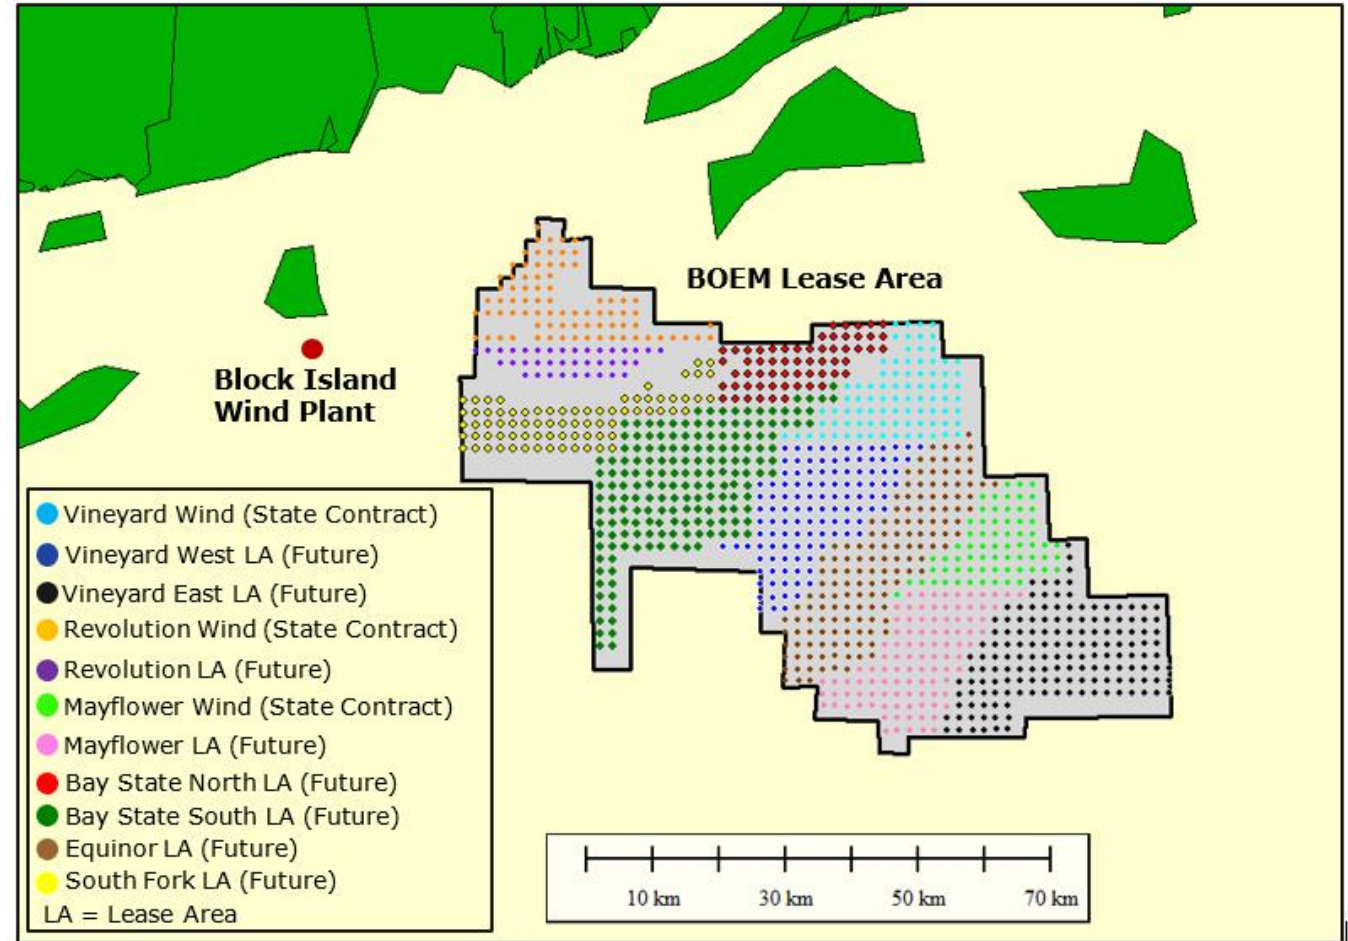 BOEM Lease Area
Block Island
Wind Plant
Vineyard Wind (State Contract)
Vineyard West LA (Future)
Vineyard East LA (Future)
Revolution Wind (State Contract)
Revolution LA (Future)
Mayflower Wind (State Contract)
Mayflower LA (Future)
Bay State North LA (Future)
Bay State South LA (Future)
Equinor LA (Future)
South Fork LA (Future)
LA = Lease Area
10 km 30 km 50 km 70 km